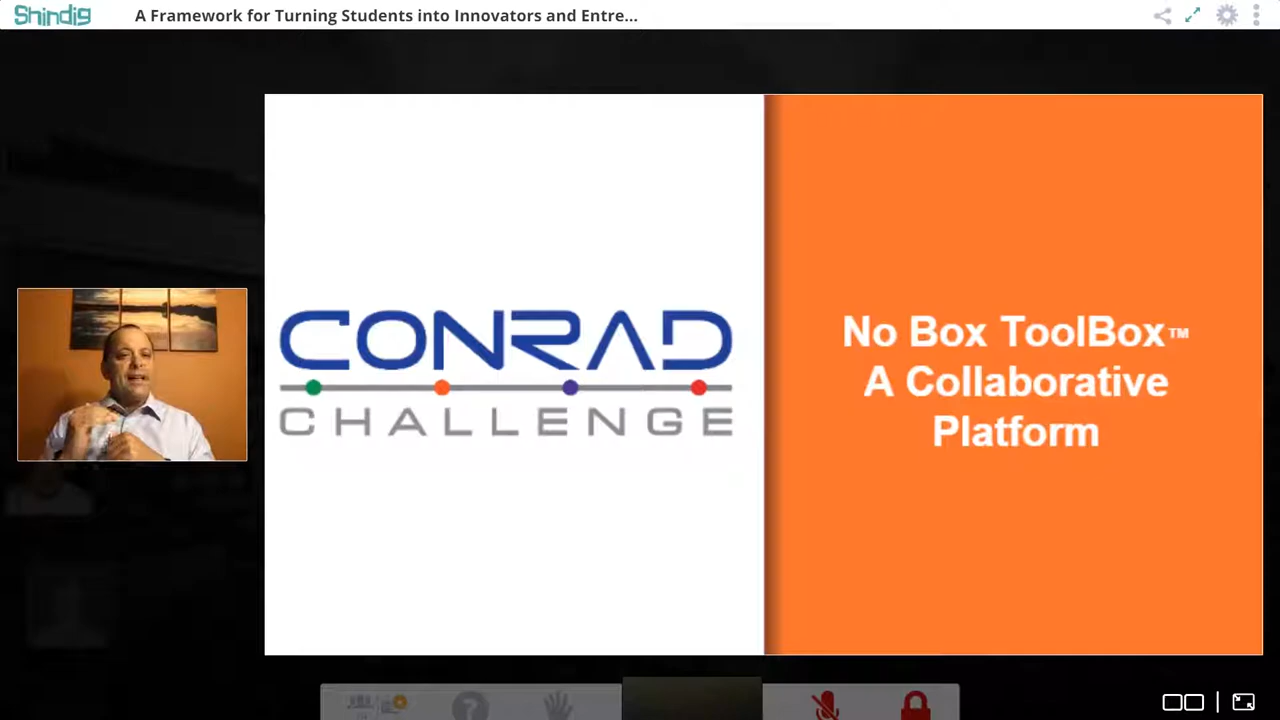 Shindig
A Framework for Turning Students into Innovators and Entre...
CONRAD
CHALLENGE
No Box ToolBox™
A Collaborative
Platform